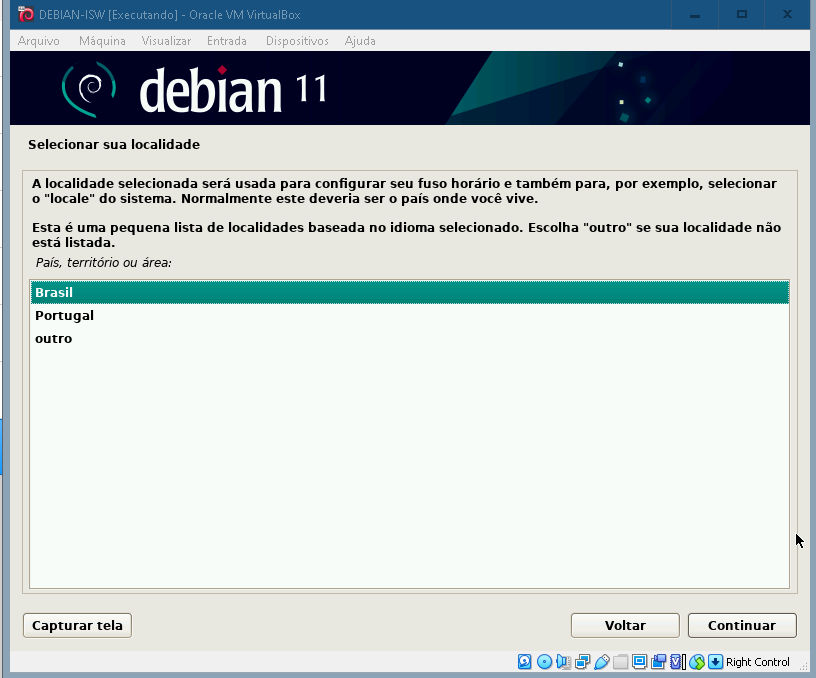 DEBIAN-ISW [Executando] - Oracle VM VirtualBox
Arquivo Máquina Visualizar Entrada Dispositivos Ajuda
debian 11
Selecionar sua localidade
A localidade selecionada será usada para configurar seu fuso horário e também para, por exemplo, selecionar
o "locale" do sistema. Normalmente este deveria ser o país onde você vive.
Esta é uma pequena lista de localidades baseada no idioma selecionado. Escolha "outro" se sua localidade não
está listada.
País, território ou área:
Brasil
Portugal
outro
Capturar tela Voltar Continuar
Right Control